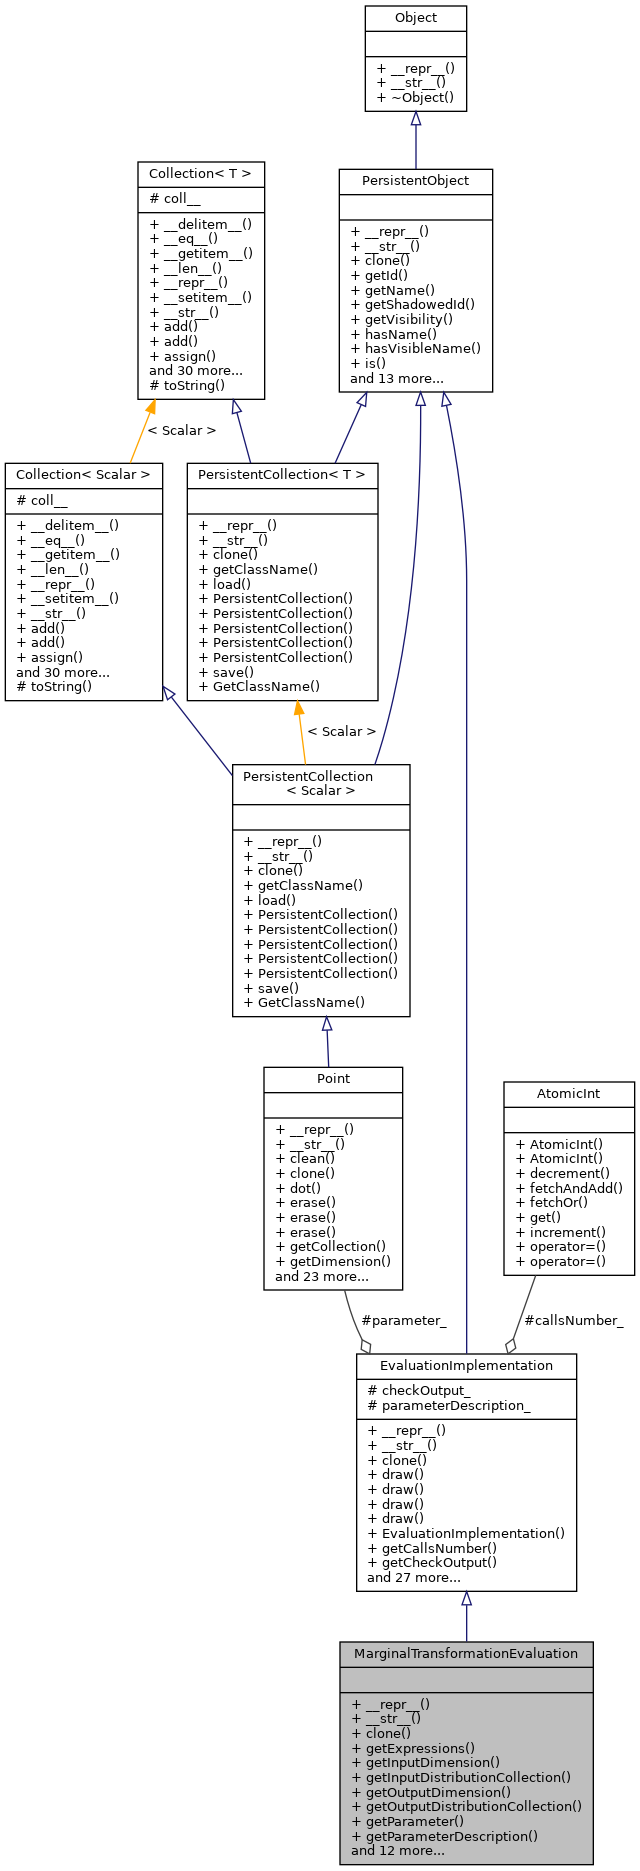 Object
+ __repr__()
+ __str__()
+ ~Object()
Collection< T >
# coll__
+ __delitem__()
+ __eq__()
+ __getitem__()
+ __len__()
+ __repr__()
+ __setitem__()
+ __str__()
+ add()
+ add()
+ assign()
and 30 more...
# toString()
PersistentObject
+ __repr__()
+ __str__()
+ clone()
+ getId()
+ getName()
+ getShadowedId()
+ getVisibility()
+ hasName()
+ hasVisibleName()
+ is()
and 13 more...
< Scalar >
Collection< Scalar >
# coll__
+ __delitem__()
+ __eq__()
+ __getitem__()
+ __len__()
+ __repr__()
+ __setitem__()
+ __str__()
+ add()
+ add()
+ assign()
and 30 more...
# toString()
PersistentCollection< T >
+ __repr__()
+ __str__()
+ clone()
+ getClassName()
+ load()
+ PersistentCollection()
+ PersistentCollection()
+ PersistentCollection()
+ PersistentCollection()
+ PersistentCollection()
+ save()
+ GetClassName()
< Scalar >
PersistentCollection
< Scalar >
+ __repr__()
+ __str__()
+ clone()
+ getClassName()
+ load()
+ PersistentCollection()
+ PersistentCollection()
+ PersistentCollection()
+ PersistentCollection()
+ PersistentCollection()
+ save()
+ GetClassName()
Point
+ __repr__()
+ __str__()
+ clean()
+ clone()
+ dot()
+ erase()
+ erase()
+ erase()
+ getCollection()
+ getDimension()
and 23 more...
AtomicInt
+ AtomicInt()
+ AtomicInt()
+ decrement()
+ fetchAndAdd()
+ fetchOr()
+ get()
+ increment()
+ operator=()
+ operator=()
#parameter_
#callsNumber_
EvaluationImplementation
# checkOutput_
# parameterDescription_
+ __repr__()
+ __str__()
+ clone()
+ draw()
+ draw()
+ draw()
+ draw()
+ EvaluationImplementation()
+ getCallsNumber()
+ getCheckOutput()
and 27 more...
MarginalTransformationEvaluation
+ __repr__()
+ __str__()
+ clone()
+ getExpressions()
+ getInputDimension()
+ getInputDistributionCollection()
+ getOutputDimension()
+ getOutputDistributionCollection()
+ getParameter()
+ getParameterDescription()
and 12 more...